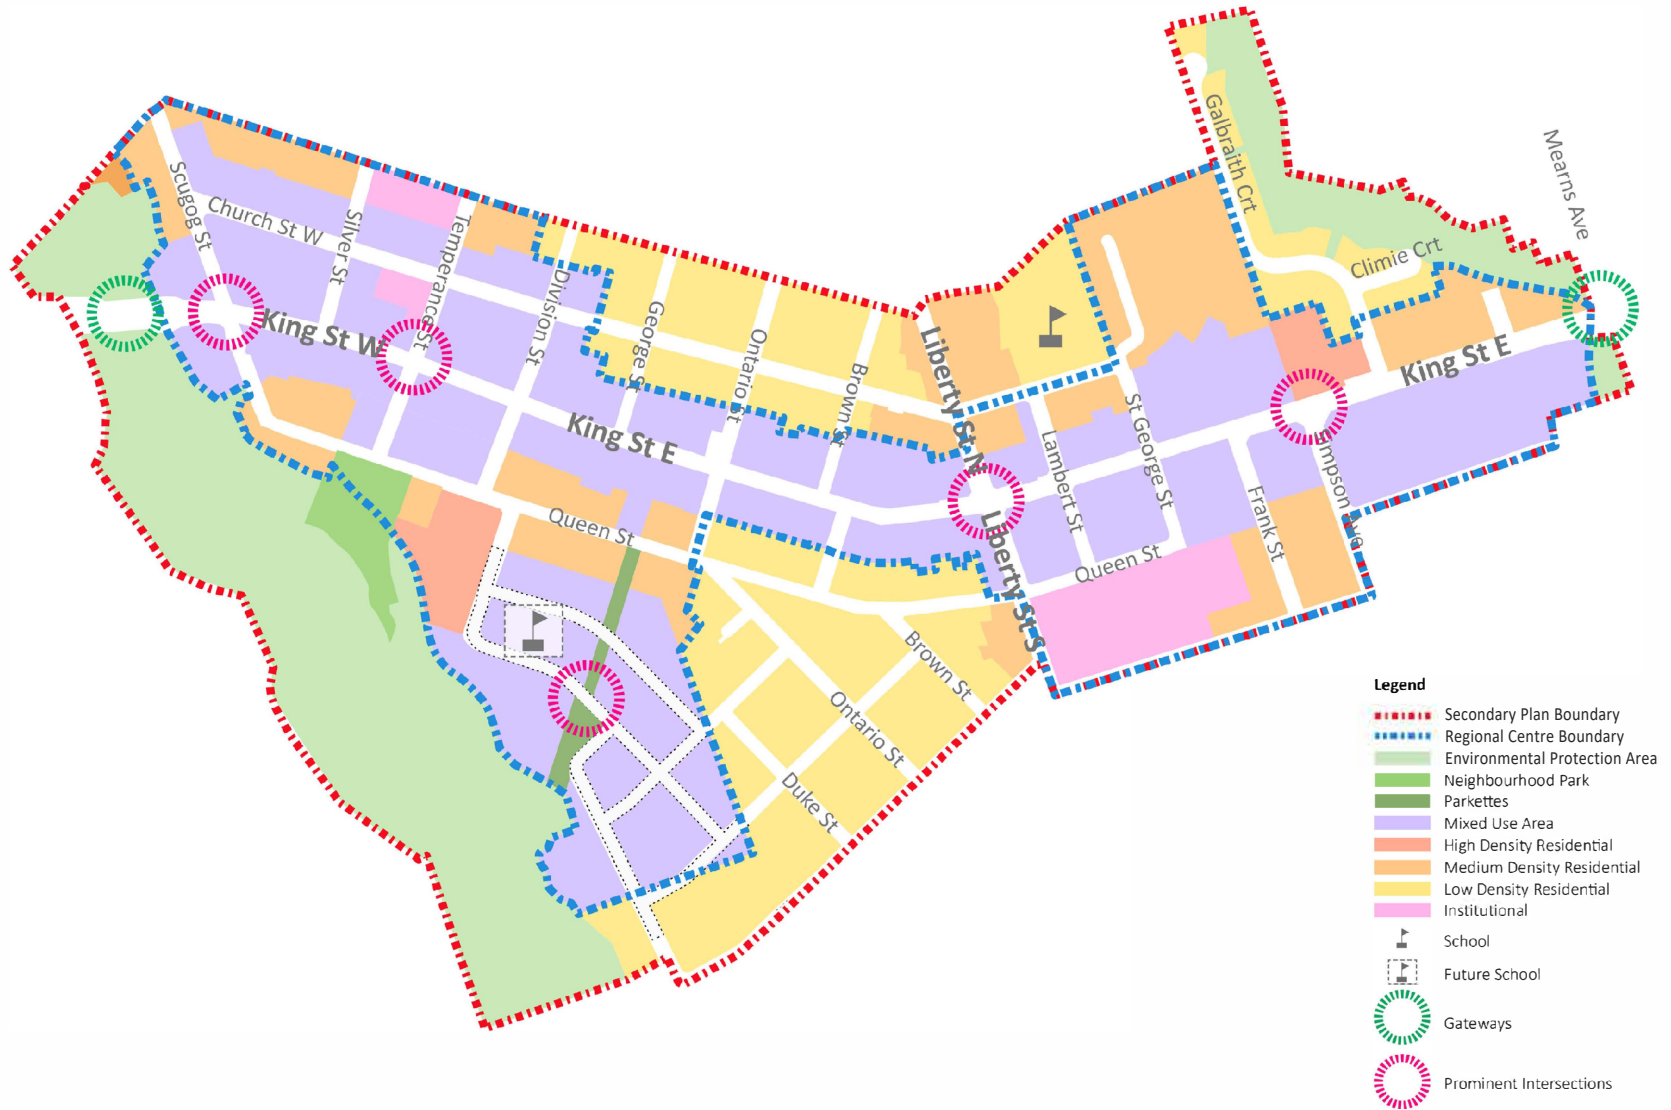 Mearns Ave
Galbraith Crt
Climie Crt
Scugog St
Church St W
Silver St
Temperance St
Division St
George St
Ontario St
Brown St
King St W
King St E
King St E
Liberty St N
Lambert St
St George St
Simpson Ave
Frank St
Queen St
Queen St
Liberty St S
Brown St
Ontario St
Duke St
Legend
Secondary Plan Boundary
Regional Centre Boundary
Environmental Protection Area
Neighbourhood Park
Parkettes
Mixed Use Area
High Density Residential
Medium Density Residential
Low Density Residential
Institutional
School
Future School
Gateways
Prominent Intersections